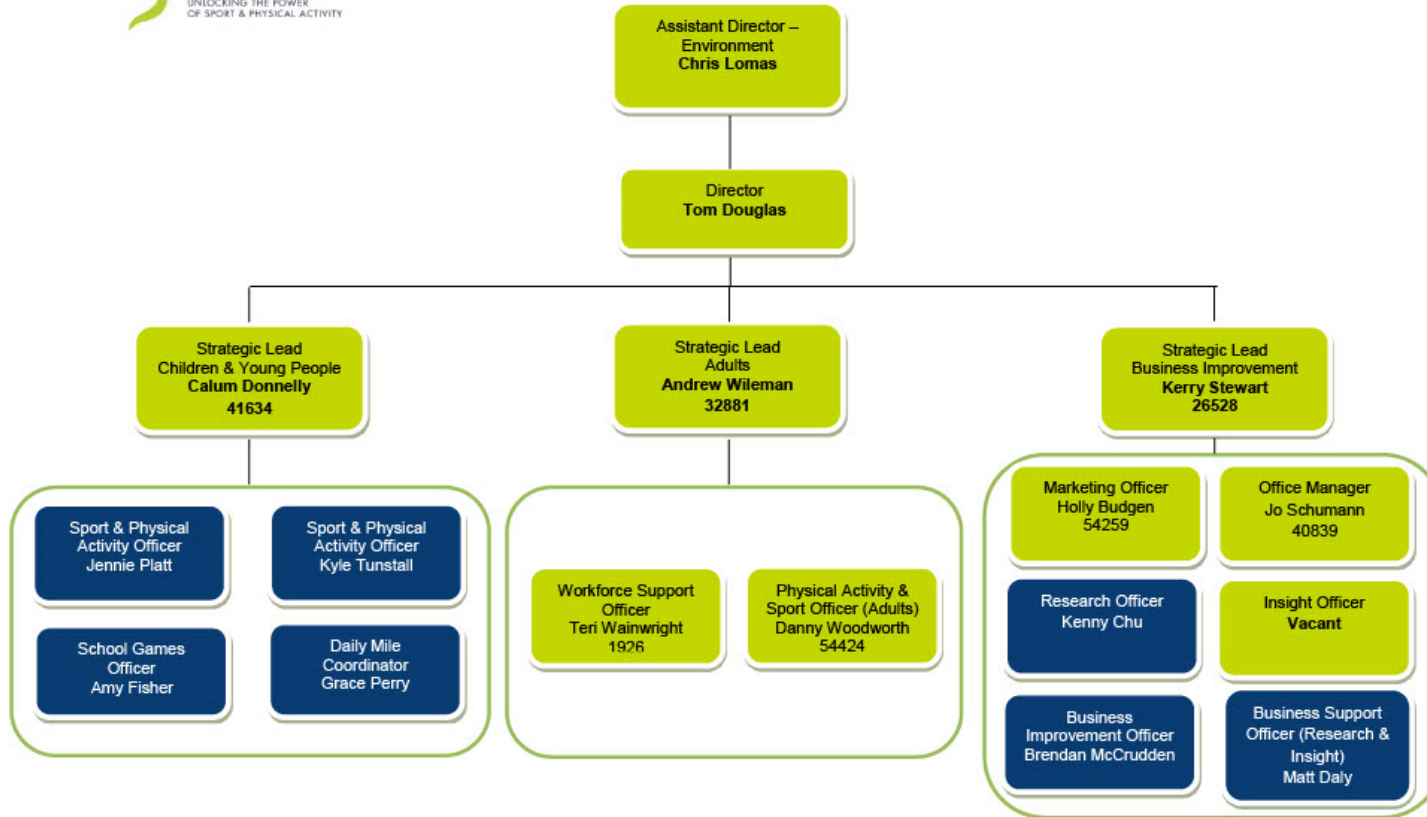 UNLOCKING THE POWER
OF SPORT & PHYSICAL ACTIVITY
Assistant Director –
Environment
Chris Lomas
Director
Tom Douglas
Strategic Lead
Children & Young People
Calum Donnelly
41634
Strategic Lead
Adults
Andrew Wileman
32881
Strategic Lead
Business Improvement
Kerry Stewart
26528
Sport & Physical
Activity Officer
Jennie Platt
Sport & Physical
Activity Officer
Kyle Tunstall
School Games
Officer
Amy Fisher
Daily Mile
Coordinator
Grace Perry
Workforce Support
Officer
Teri Wainwright
1926
Physical Activity &
Sport Officer (Adults)
Danny Woodworth
54424
Marketing Officer
Holly Budgen
54259
Office Manager
Jo Schumann
40839
Research Officer
Kenny Chu
Insight Officer
Vacant
Business
Improvement Officer
Brendan McCrudden
Business Support
Officer (Research &
Insight)
Matt Daly